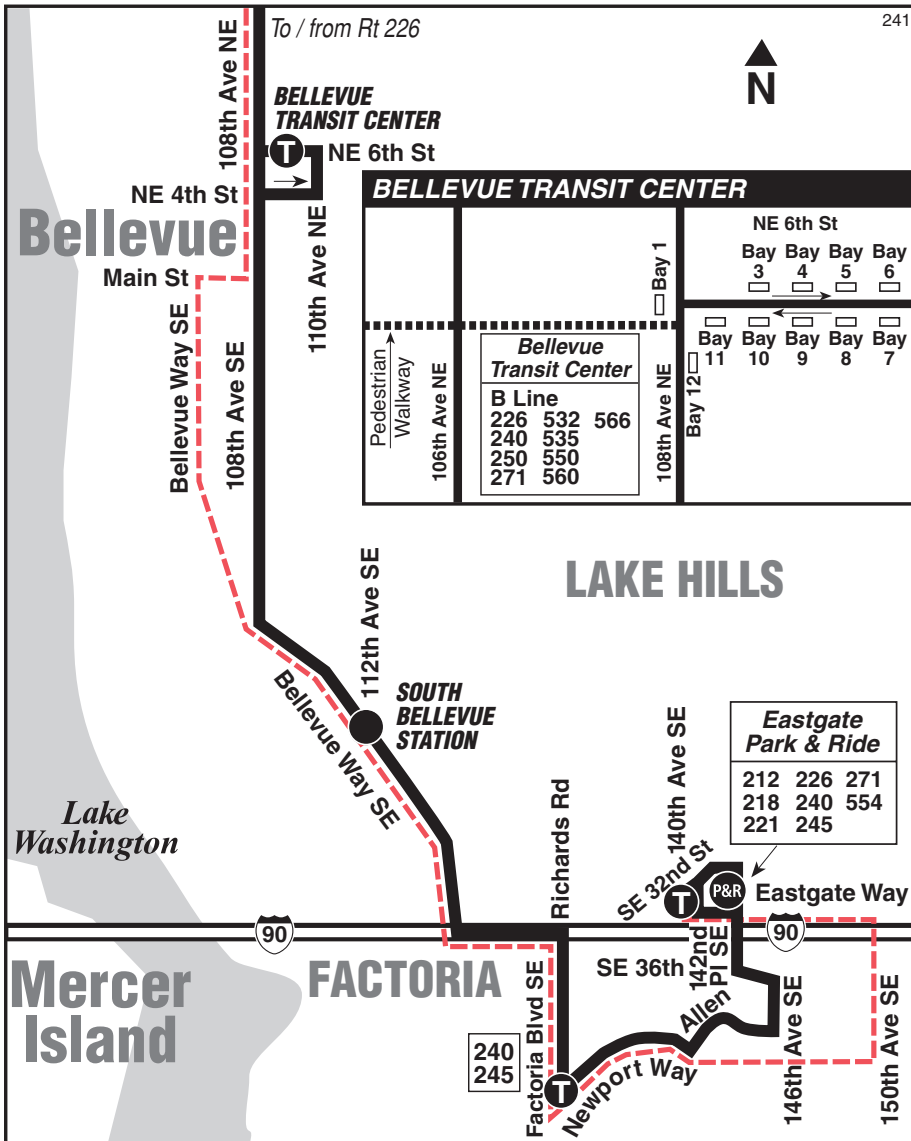 To / from Rt 226
241
108th Ave NE
N
BELLEVUE
TRANSIT CENTER
T
NE 6th St
NE 4th St
Bellevue
110th Ave NE
Main St
Bellevue Way SE
108th Ave SE
BELLEVUE TRANSIT CENTER
NE 6th St
Bay
3
Bay
4
Bay
5
Bay
6
Bay 1
Bay
11
Bay
10
Bay
9
Bay
8
Bay
7
Bay 12
Pedestrian
Walkway
106th Ave NE
Bellevue
Transit Center
B Line
226 532 566
240 535
250 550
271 560
108th Ave NE
LAKE HILLS
112th Ave SE
SOUTH
BELLEVUE
STATION
Bellevue Way SE
Lake
Washington
Richards Rd
140th Ave SE
Eastgate
Park & Ride
212 226 271
218 240 554
221 245
SE 32nd St
T
P&R
Eastgate Way
90
90
Mercer
Island
FACTORIA
SE 36th
142nd
Pl SE
Allen
146th Ave SE
150th Ave SE
Factoria Blvd SE
240
245
T
Newport Way